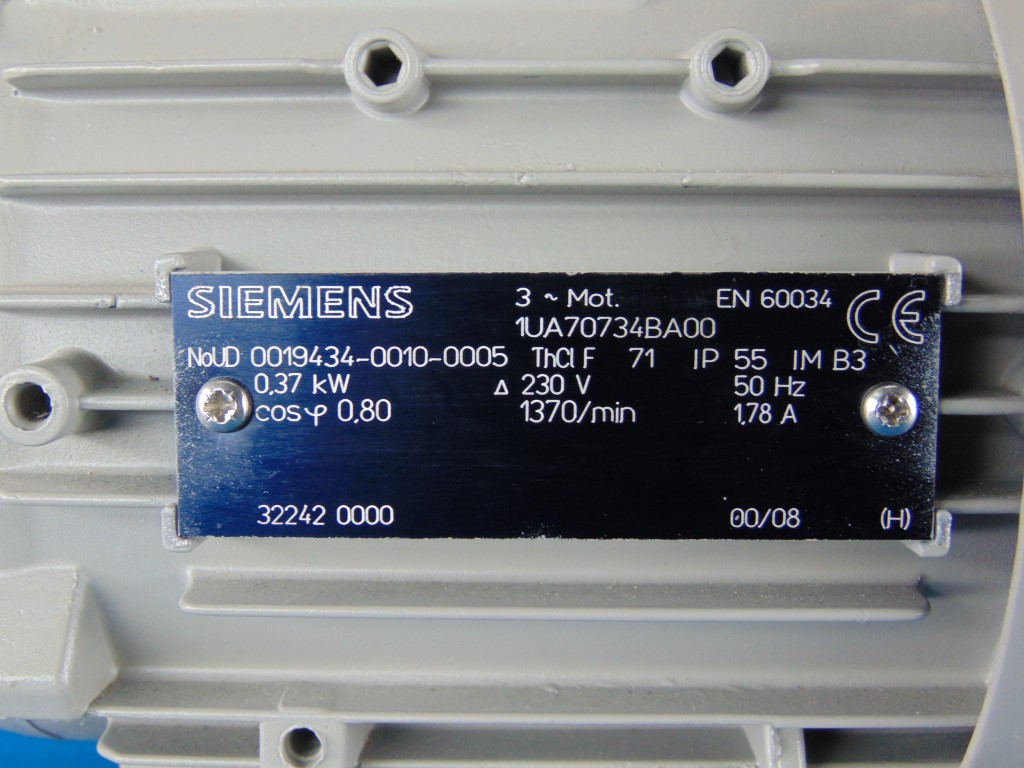 SIEMENS 3 ~ Mot. EN 60034 CE
1UA70734BA00
NoUD 0019434-0010-0005 ThCl F 71 IP 55 IM B3
0,37 kW Δ 230 V 50 Hz
cosφ 0,80 1370/min 1,78 A
32242 0000 00/08 (H)